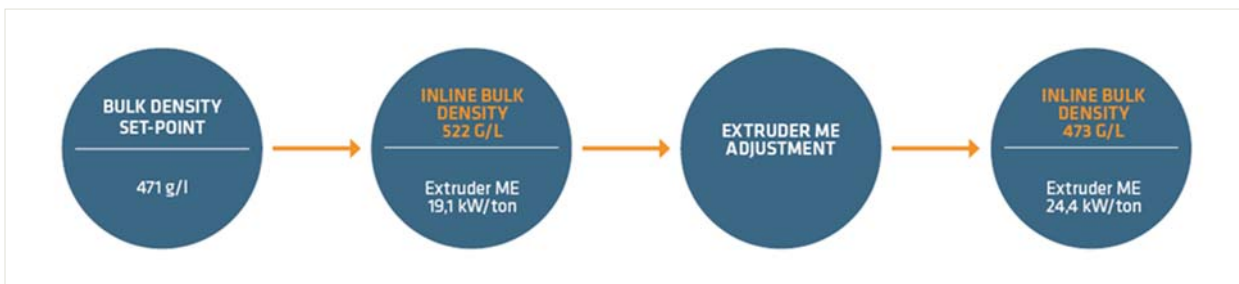 BULK DENSITY
SET-POINT
471 g/l
INLINE BULK
DENSITY
522 G/L
Extruder ME
19,1 kW/ton
EXTRUDER ME
ADJUSTMENT
INLINE BULK
DENSITY
473 G/L
Extruder ME
24,4 kW/ton